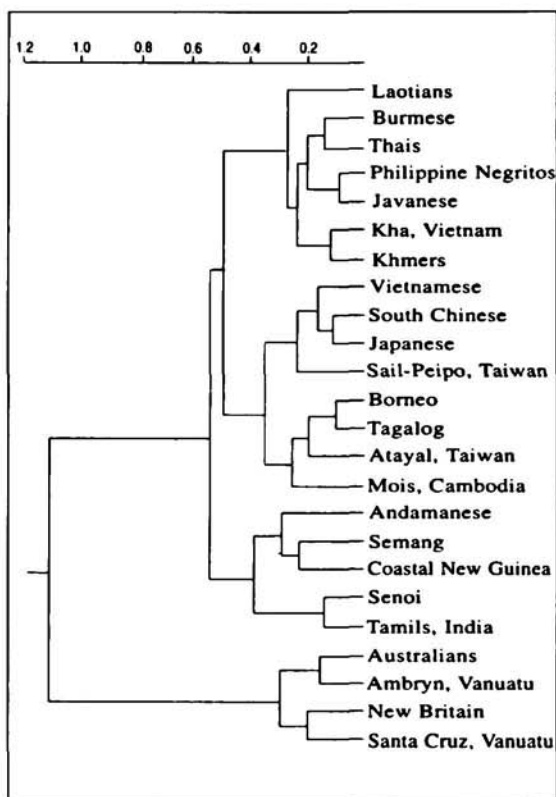 1.2 1.0 0.8 0.6 0.4 0.2
Laotians
Burmese
Thais
Philippine Negritos
Javanese
Kha, Vietnam
Khmers
Vietnamese
South Chinese
Japanese
Sail-Peipo, Taiwan
Borneo
Tagalog
Atayal, Taiwan
Mois, Cambodia
Andamanese
Semang
Coastal New Guinea
Senoi
Tamils, India
Australians
Ambryn, Vanuatu
New Britain
Santa Cruz, Vanuatu